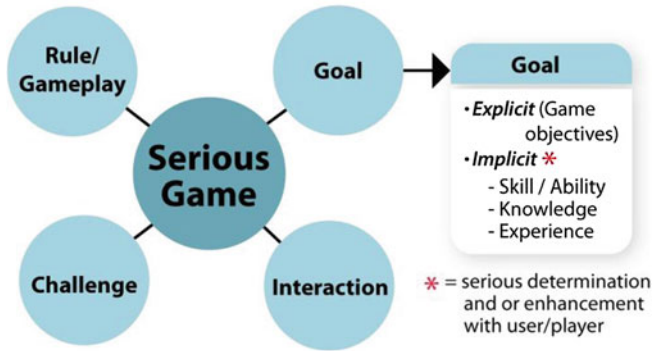 Rule/
Gameplay
Goal
Serious
Game
Challenge
Interaction
Goal
• Explicit (Game
objectives)
• Implicit *
- Skill / Ability
- Knowledge
- Experience
* = serious determination
and or enhancement
with user/player